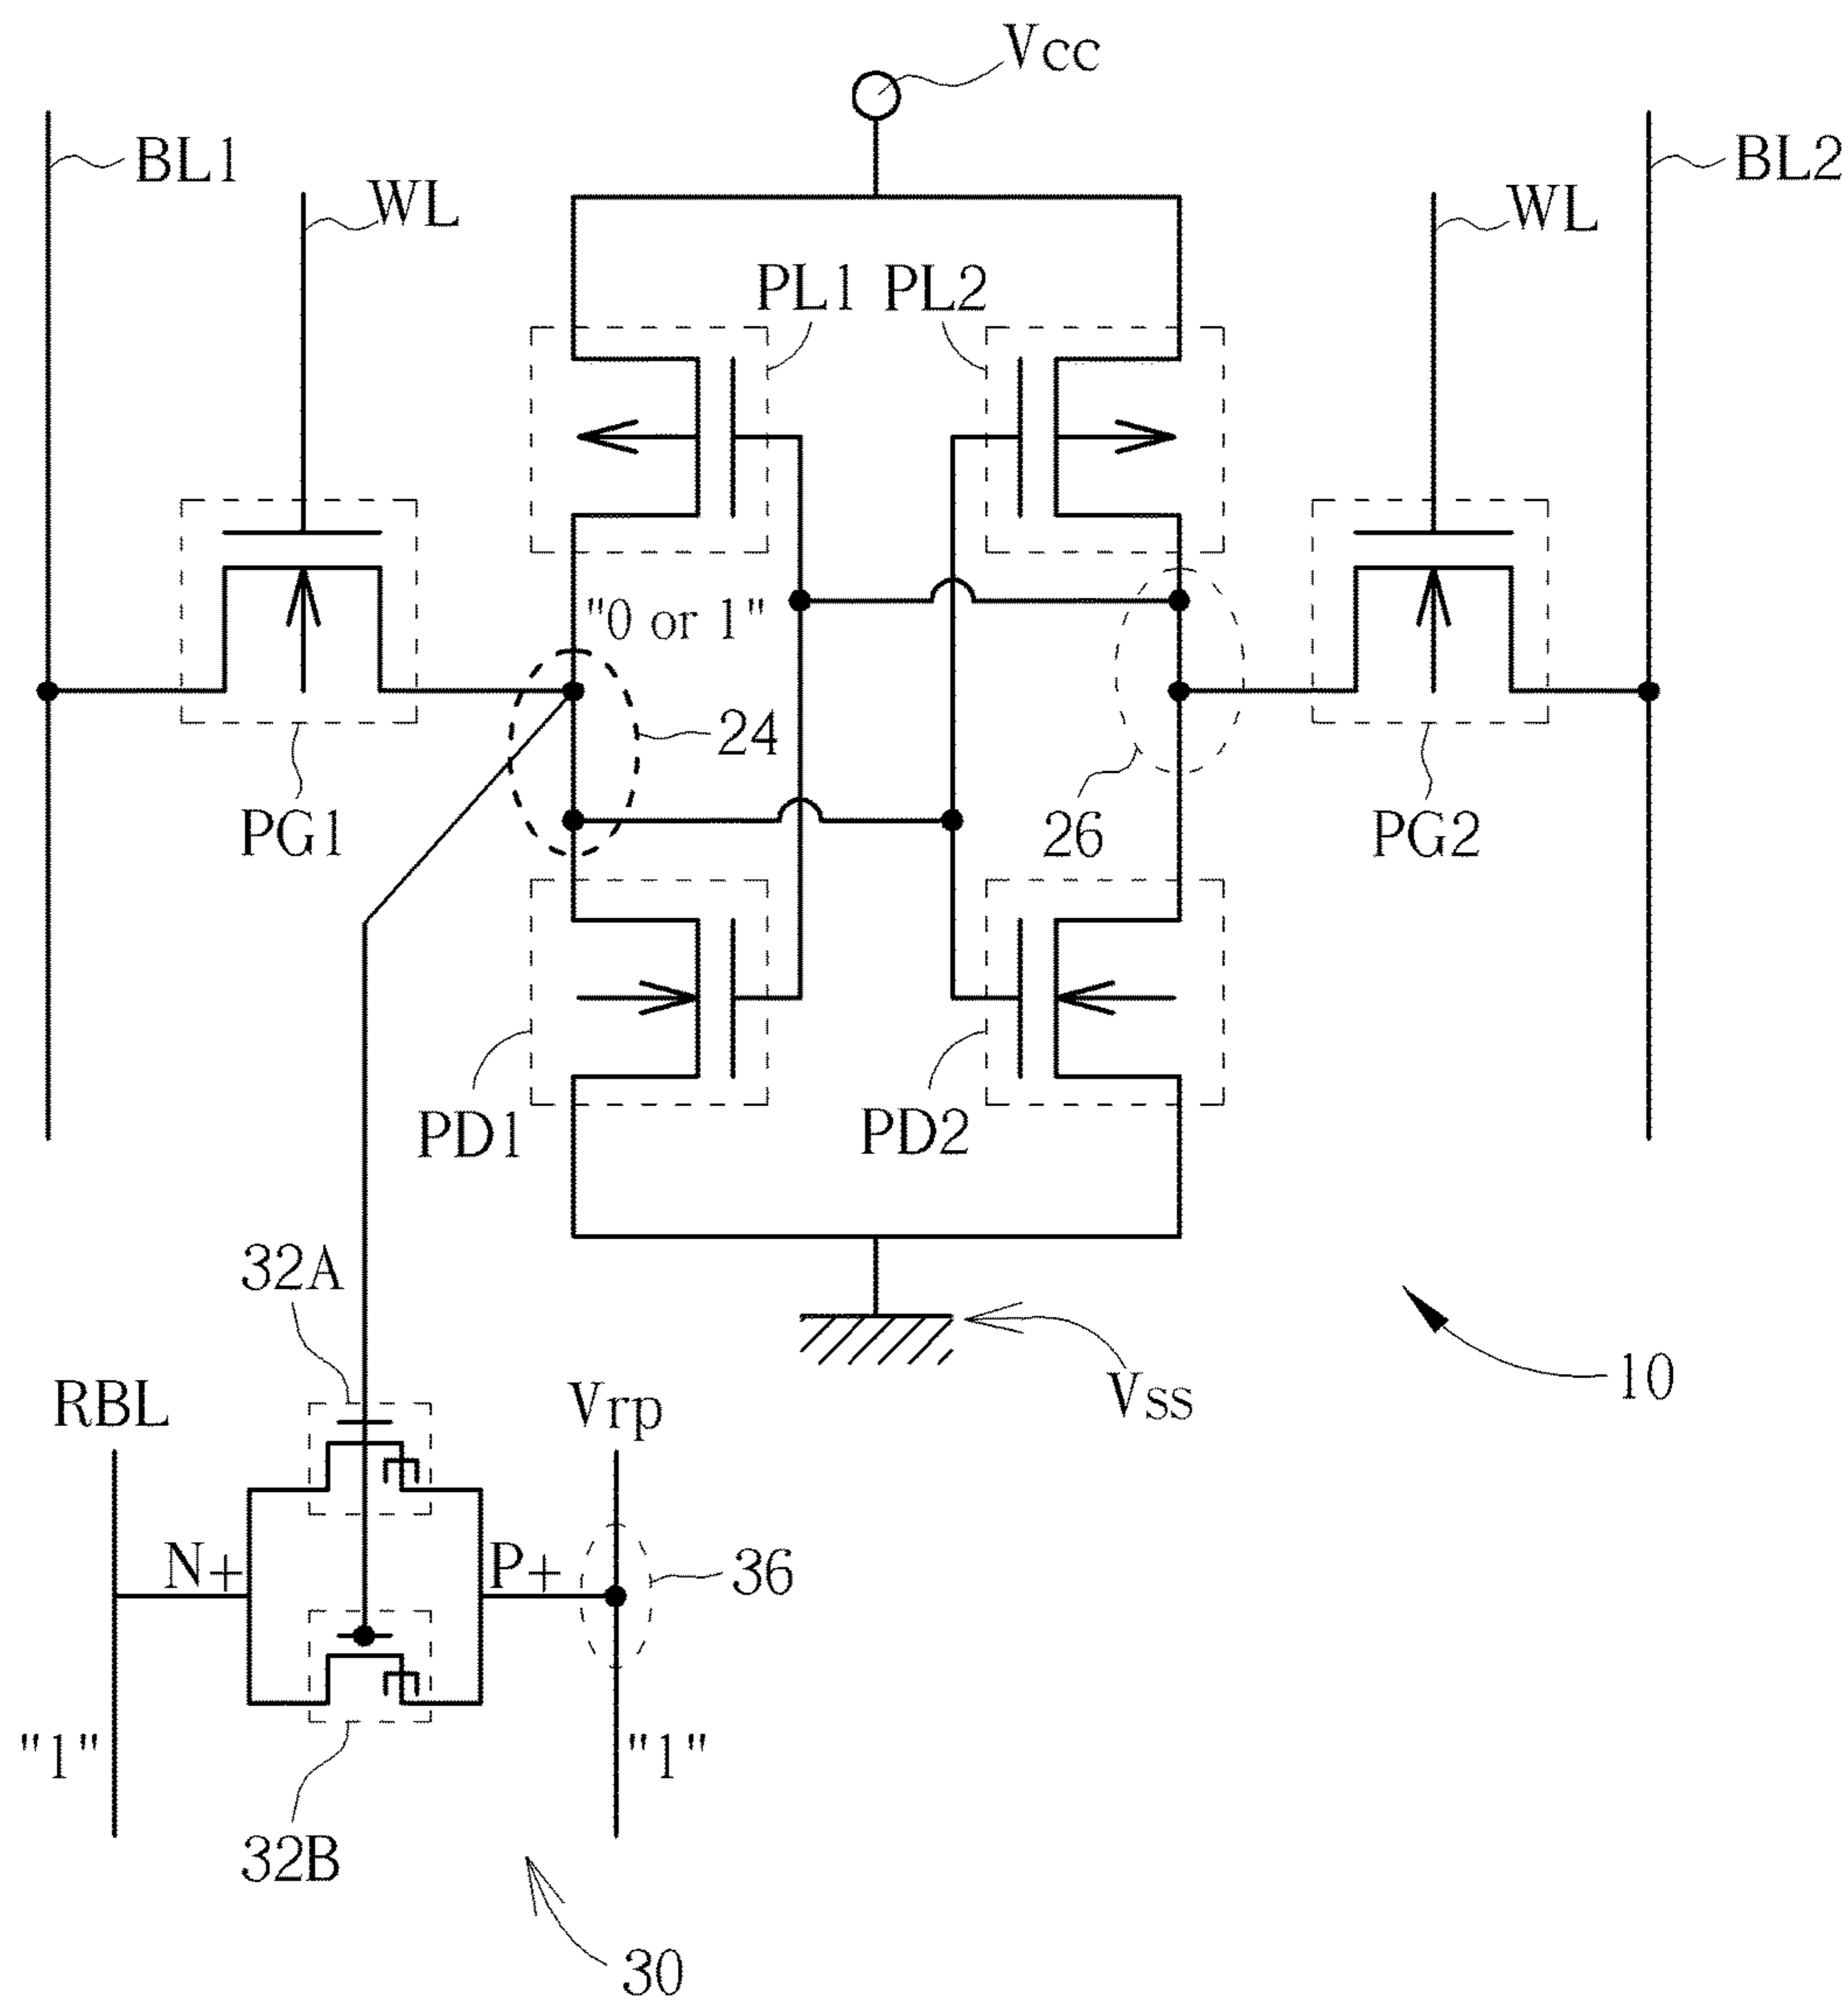 Vcc
BL1
BL2
WL
WL
PL1 PL2
"0 or 1"
24
26
PG1
PG2
PD1
PD2
32A
Vss
10
RBL
Vrp
N+
P+
36
"1"
"1"
32B
30